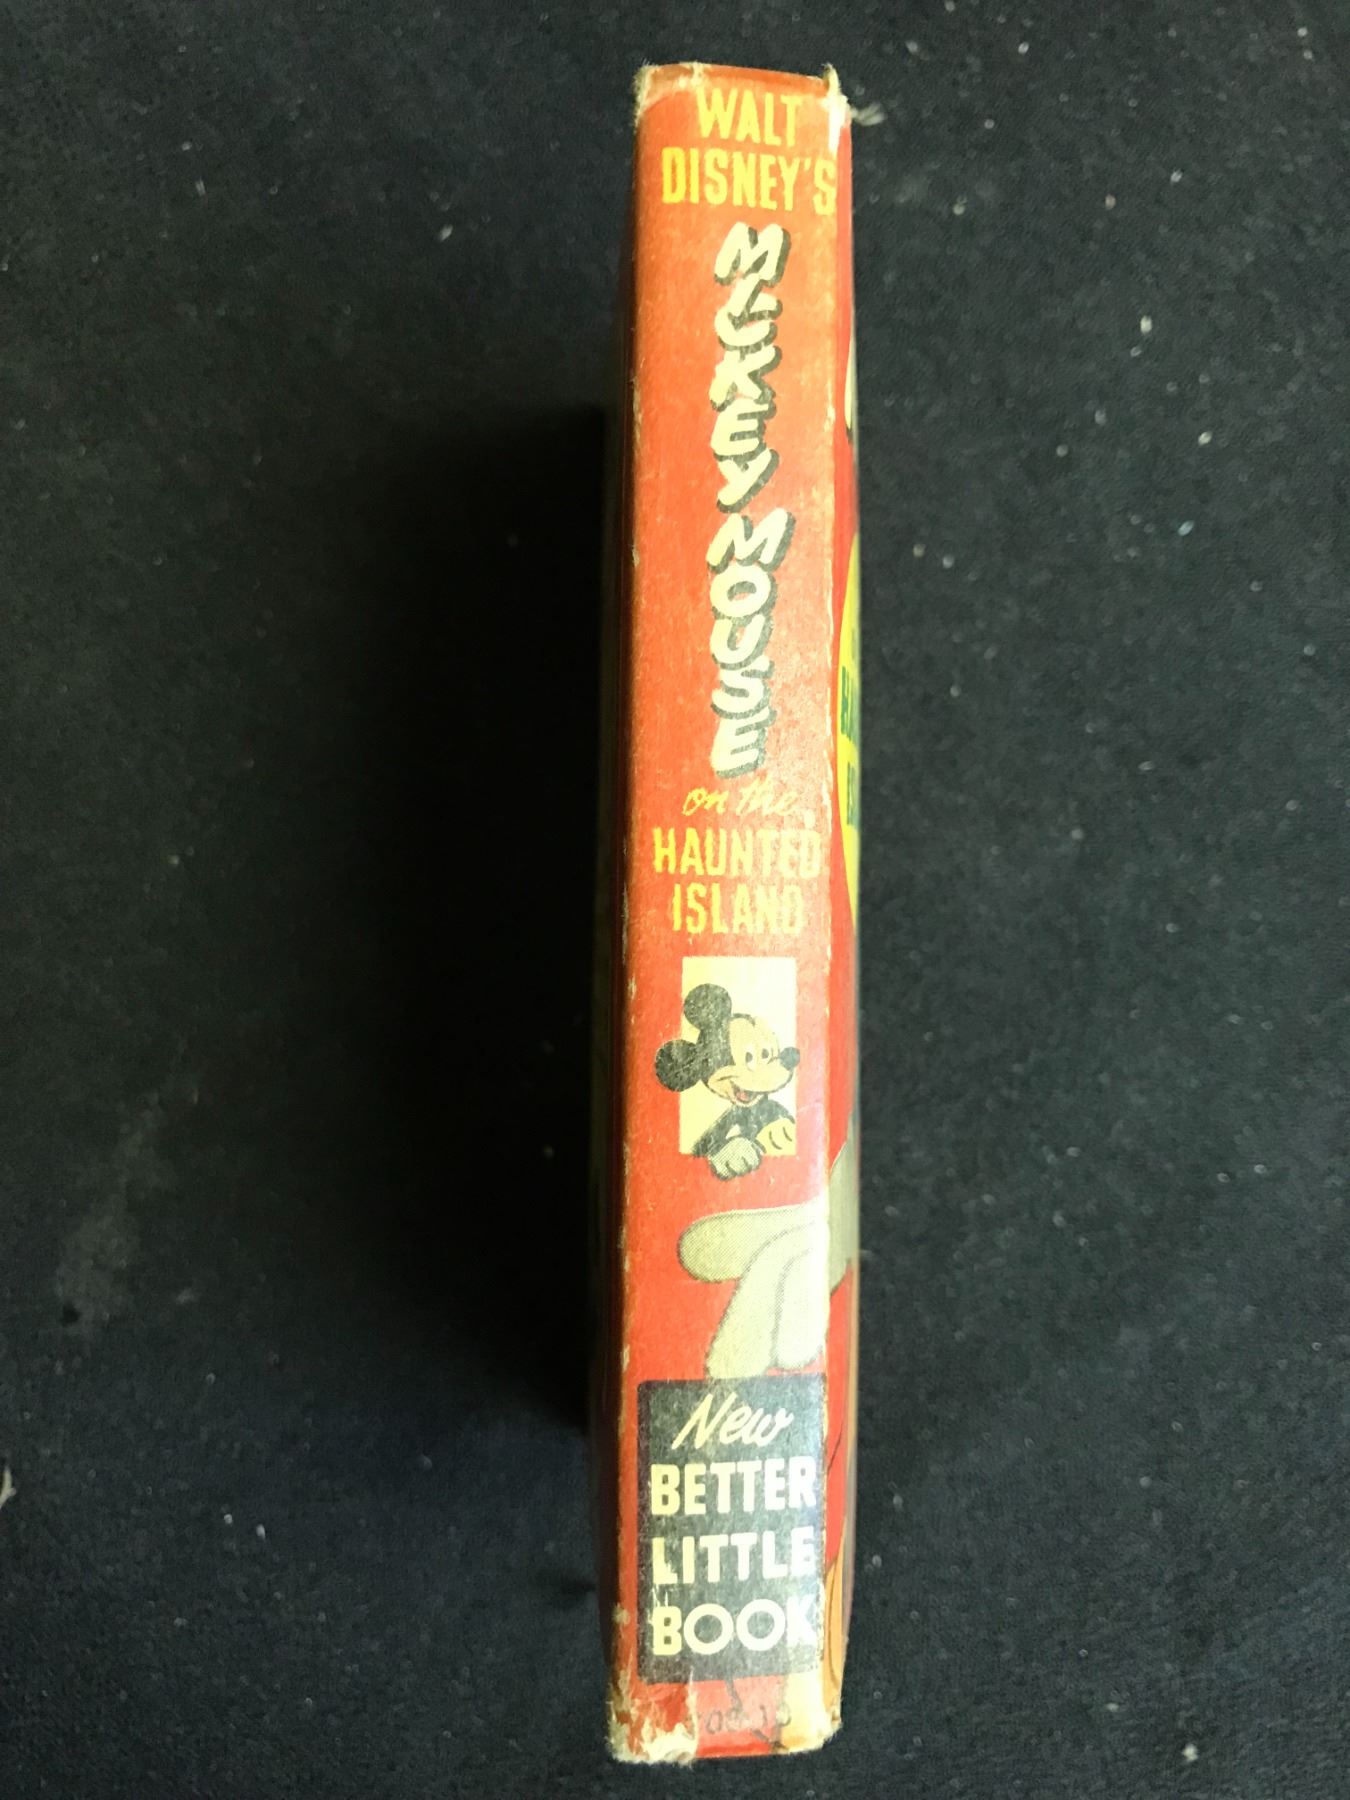 WALT
DISNEY'S
MICKEY MOUSE
on the
HAUNTED
ISLAND
New
BETTER
LITTLE
BOOK